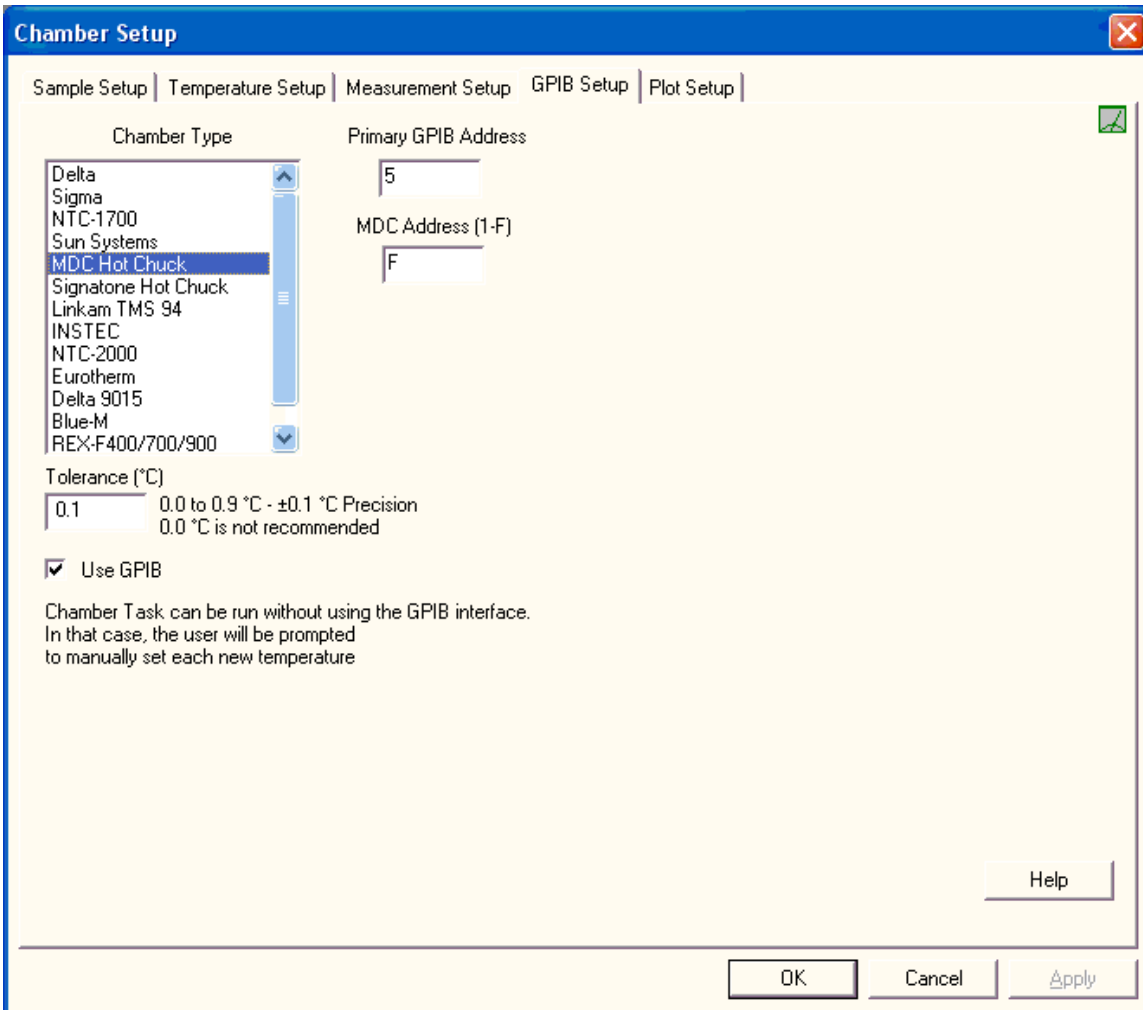 Chamber Setup
Sample Setup Temperature Setup Measurement Setup GPIB Setup Plot Setup
Chamber Type
Delta
Sigma
NTC-1700
Sun Systems
MDC Hot Chuck
Signatone Hot Chuck
Linkam TMS 94
INSTEC
NTC-2000
Eurotherm
Delta 9015
Blue-M
REX-F400/700/900
Primary GPIB Address
5
MDC Address (1-F)
F
Tolerance (°C)
0.1
0.0 to 0.9 °C - ±0.1 °C Precision
0.0 °C is not recommended
Use GPIB
Chamber Task can be run without using the GPIB interface.
In that case, the user will be prompted
to manually set each new temperature
Help
OK Cancel Apply